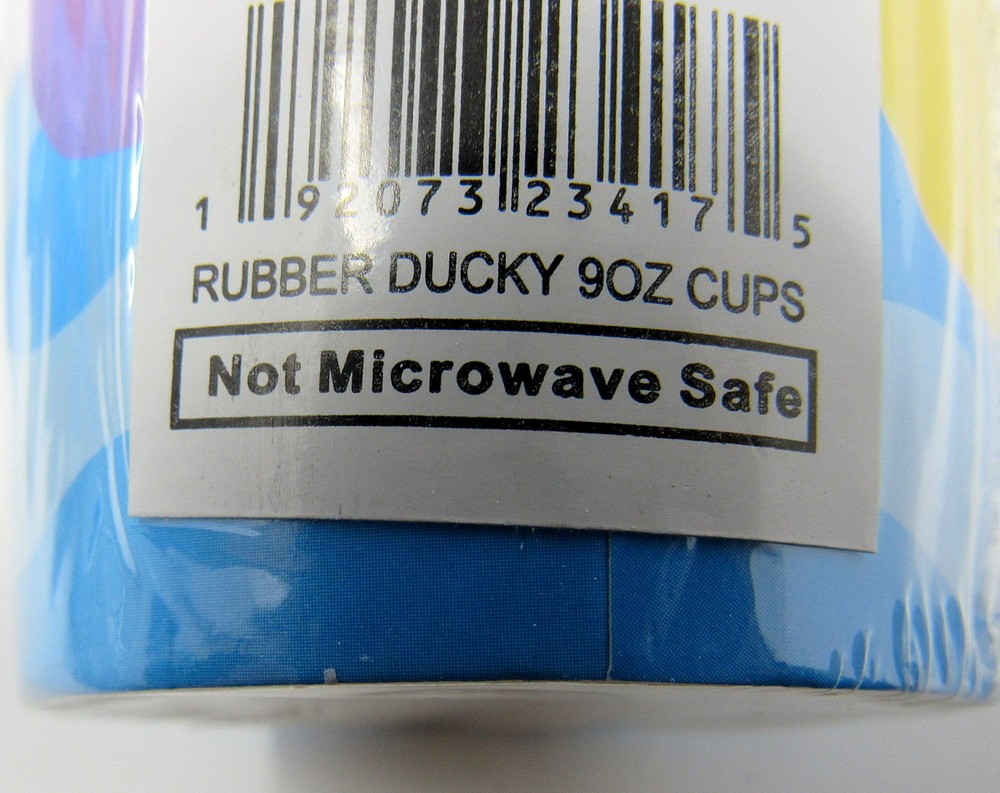 1 92073 23417 5
RUBBER DUCKY 9OZ CUPS
Not Microwave Safe